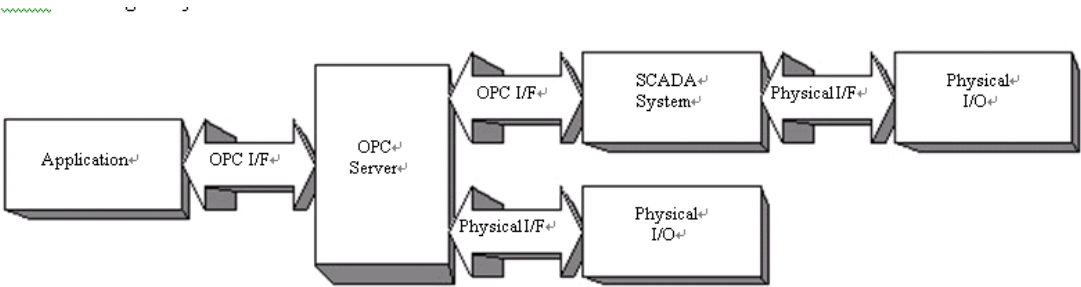 Application
OPC I/F
OPC
Server
OPC I/F
SCADA
System
Physical I/F
Physical
I/O
Physical I/F
Physical
I/O